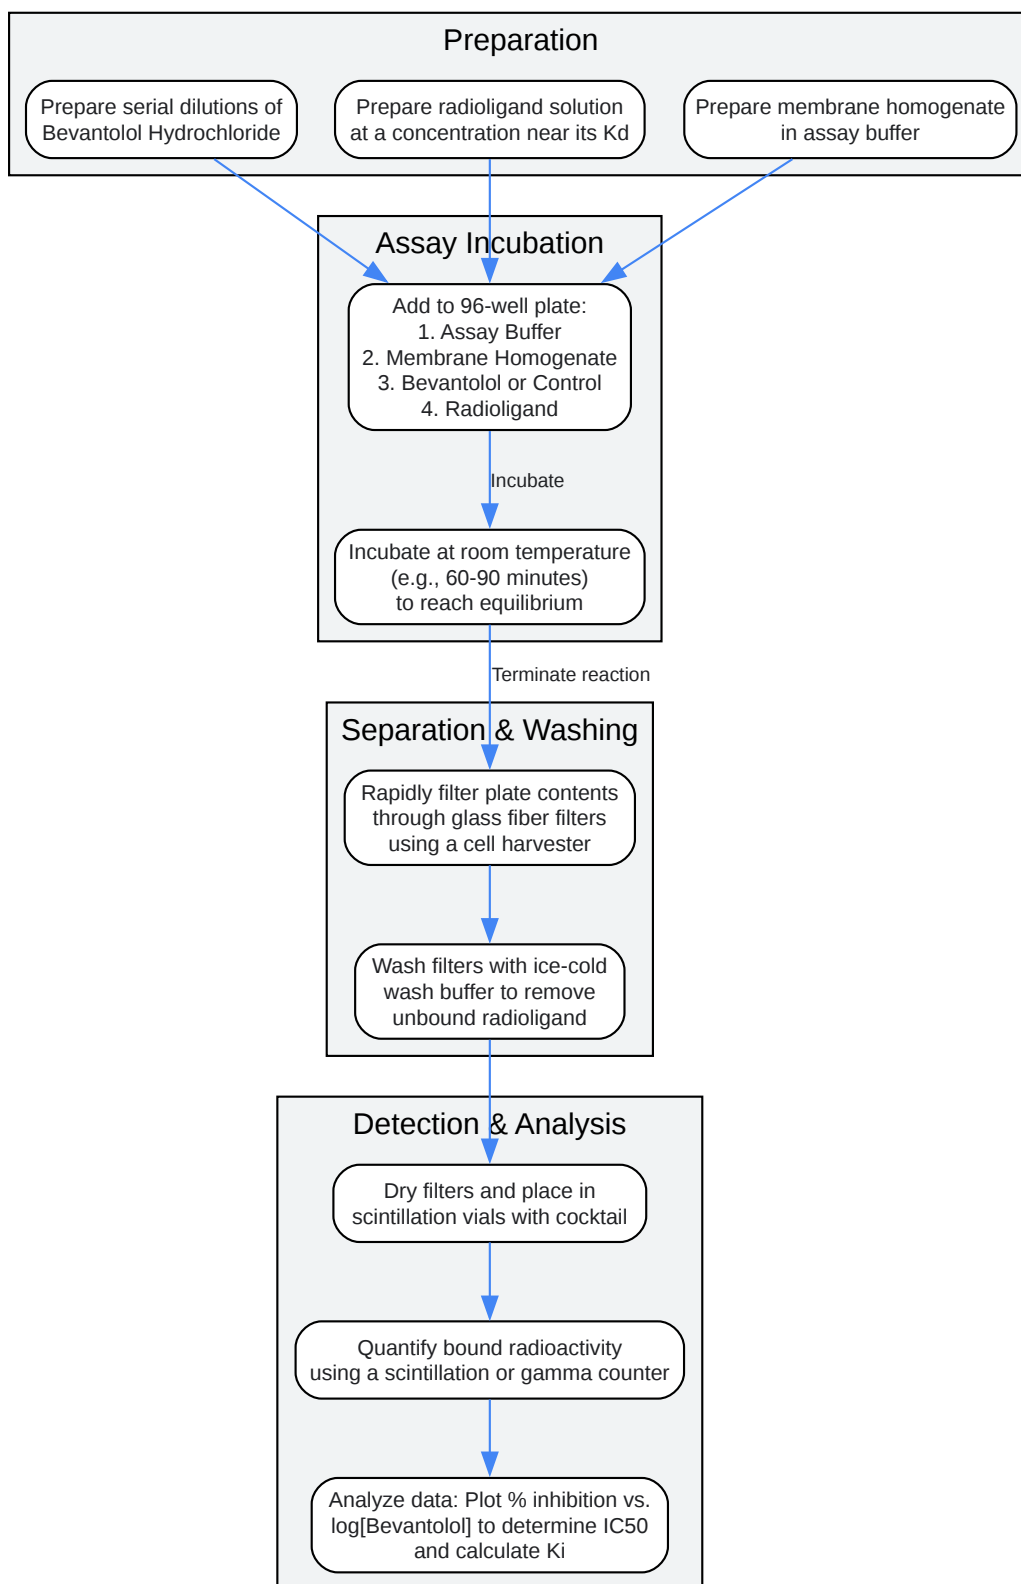 Preparation
Prepare serial dilutions of
Bevantolol Hydrochloride
Prepare radioligand solution
at a concentration near its Kd
Prepare membrane homogenate
in assay buffer
Assay Incubation
Add to 96-well plate:
1. Assay Buffer
2. Membrane Homogenate
3. Bevantolol or Control
4. Radioligand
Incubate
Incubate at room temperature
(e.g., 60-90 minutes)
to reach equilibrium
Terminate reaction
Separation & Washing
Rapidly filter plate contents
through glass fiber filters
using a cell harvester
Wash filters with ice-cold
wash buffer to remove
unbound radioligand
Detection & Analysis
Dry filters and place in
scintillation vials with cocktail
Quantify bound radioactivity
using a scintillation or gamma counter
Analyze data: Plot % inhibition vs.
log[Bevantolol] to determine IC50
and calculate Ki